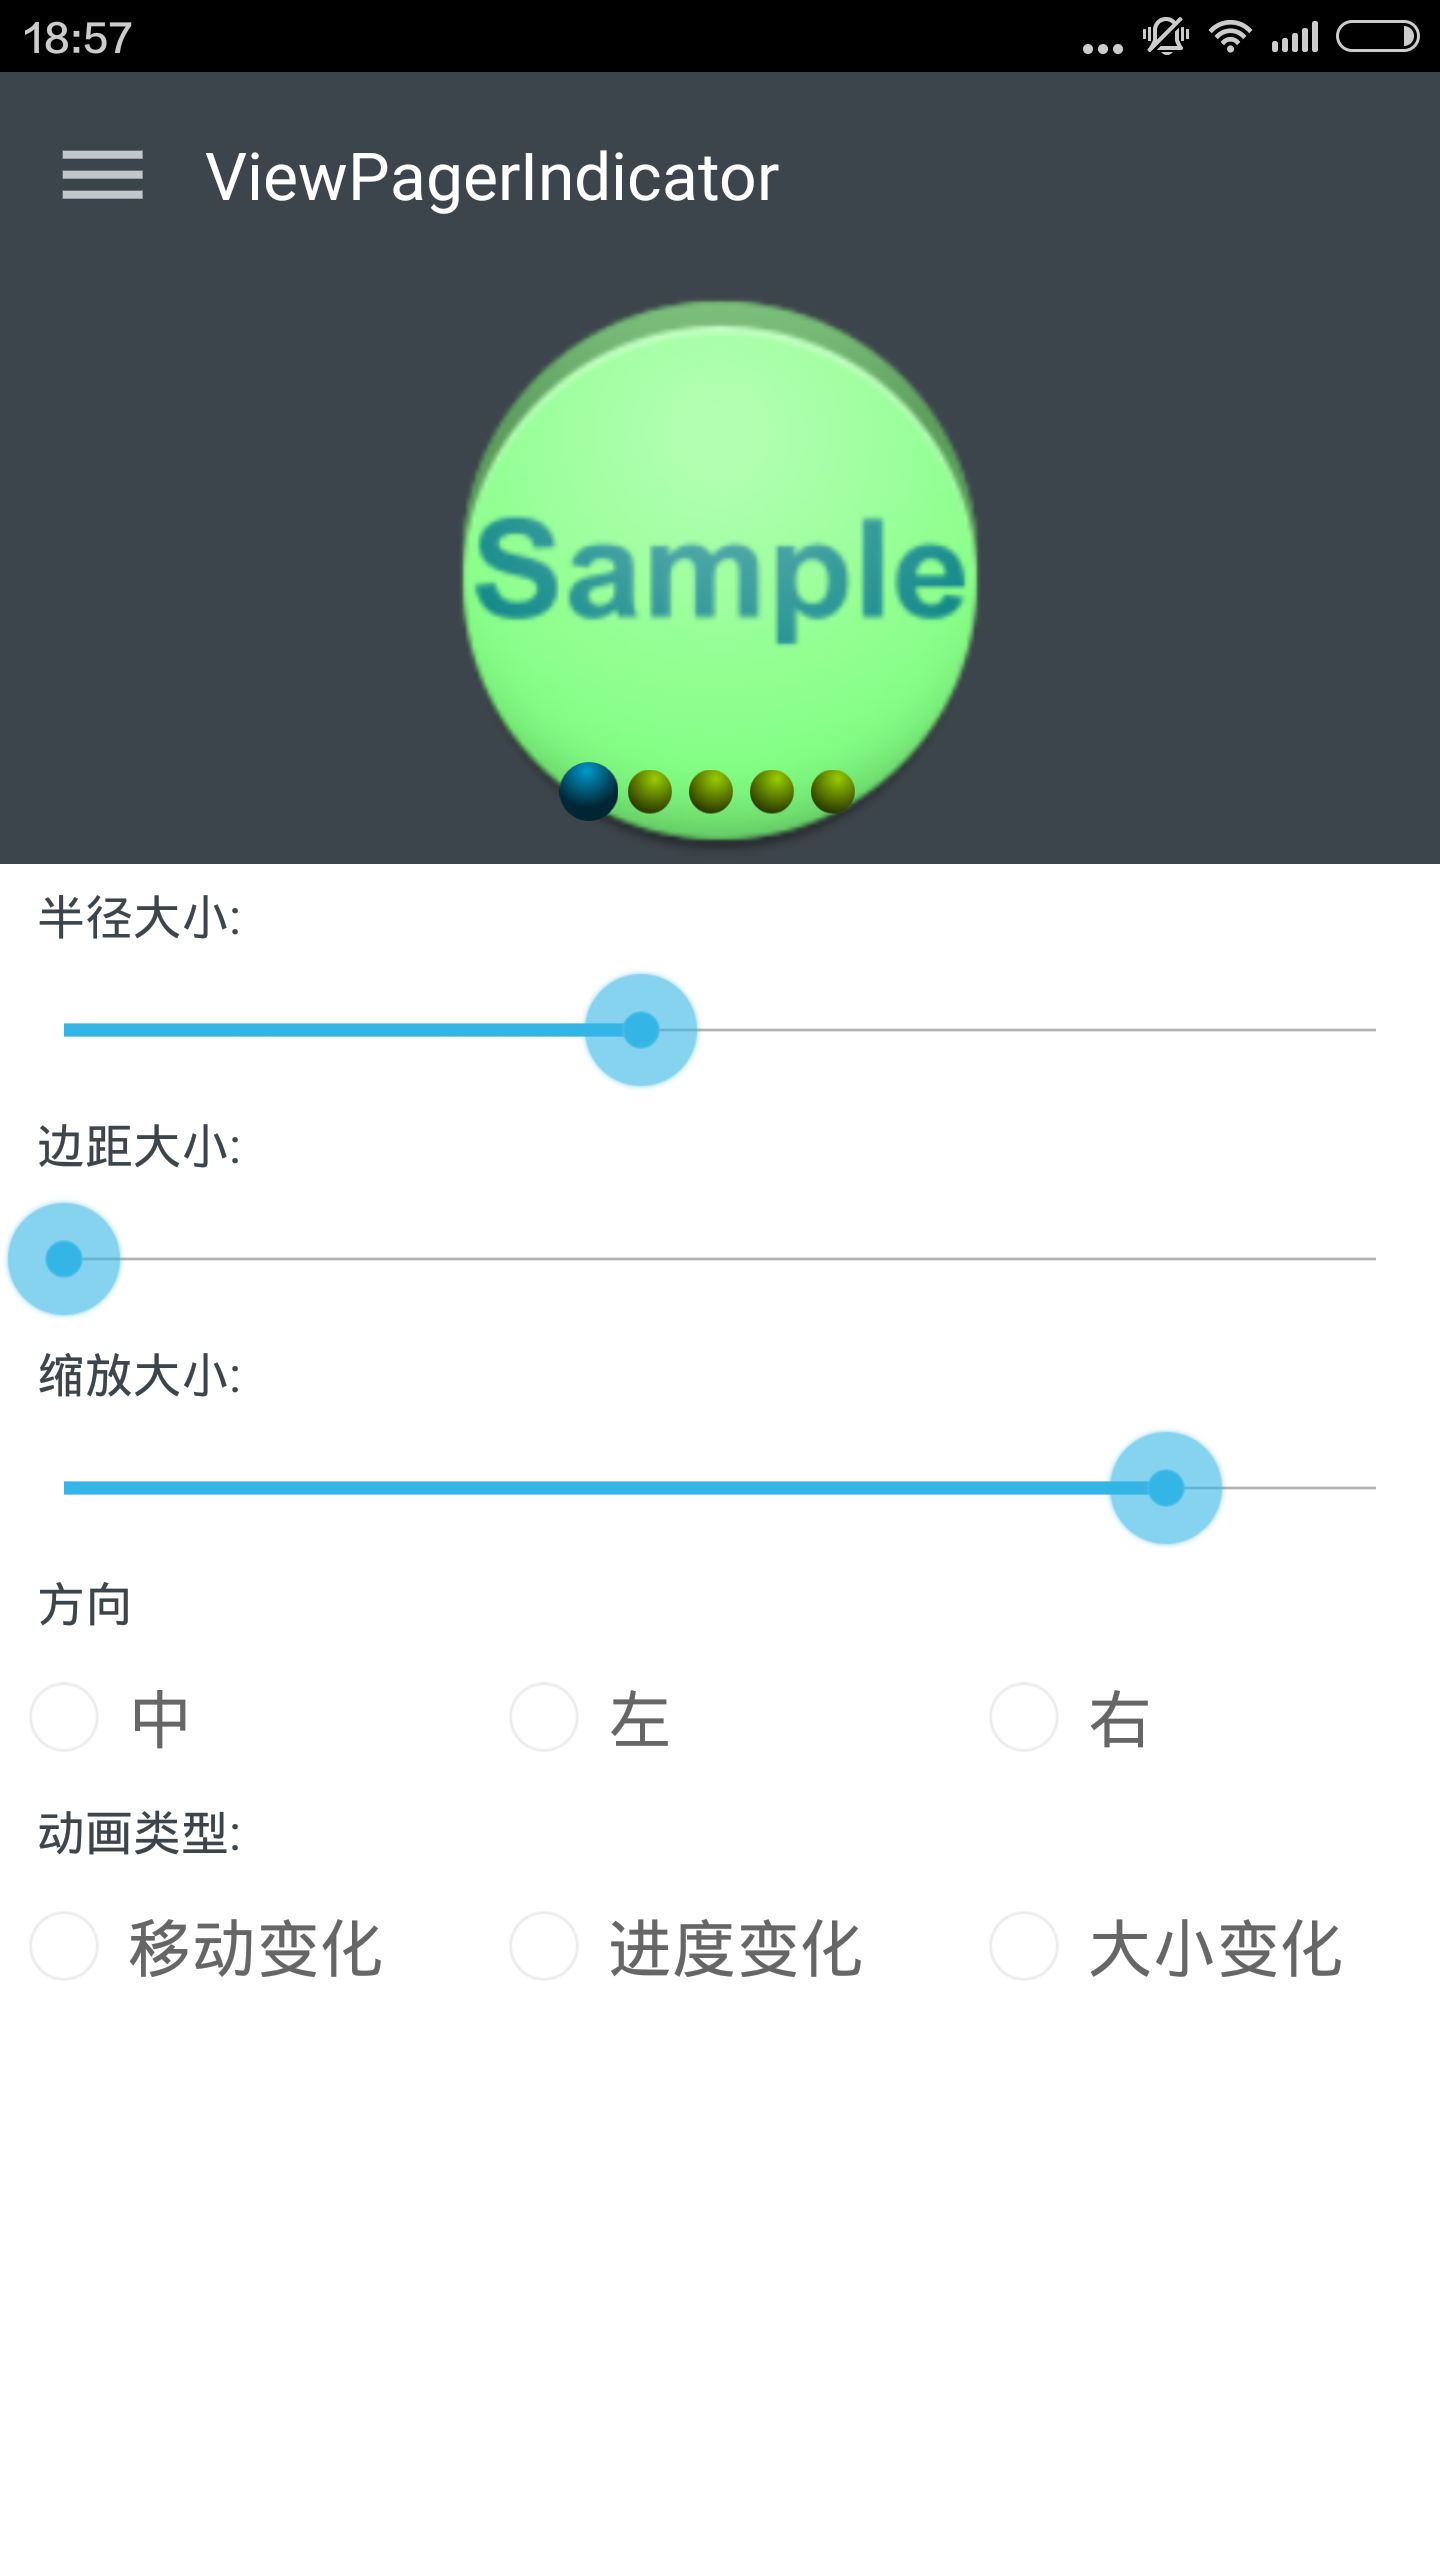 18:57
ViewPagerIndicator
Sample
半径大小:
边距大小:
缩放大小:
方向
中 左 右
动画类型:
移动变化 进度变化 大小变化